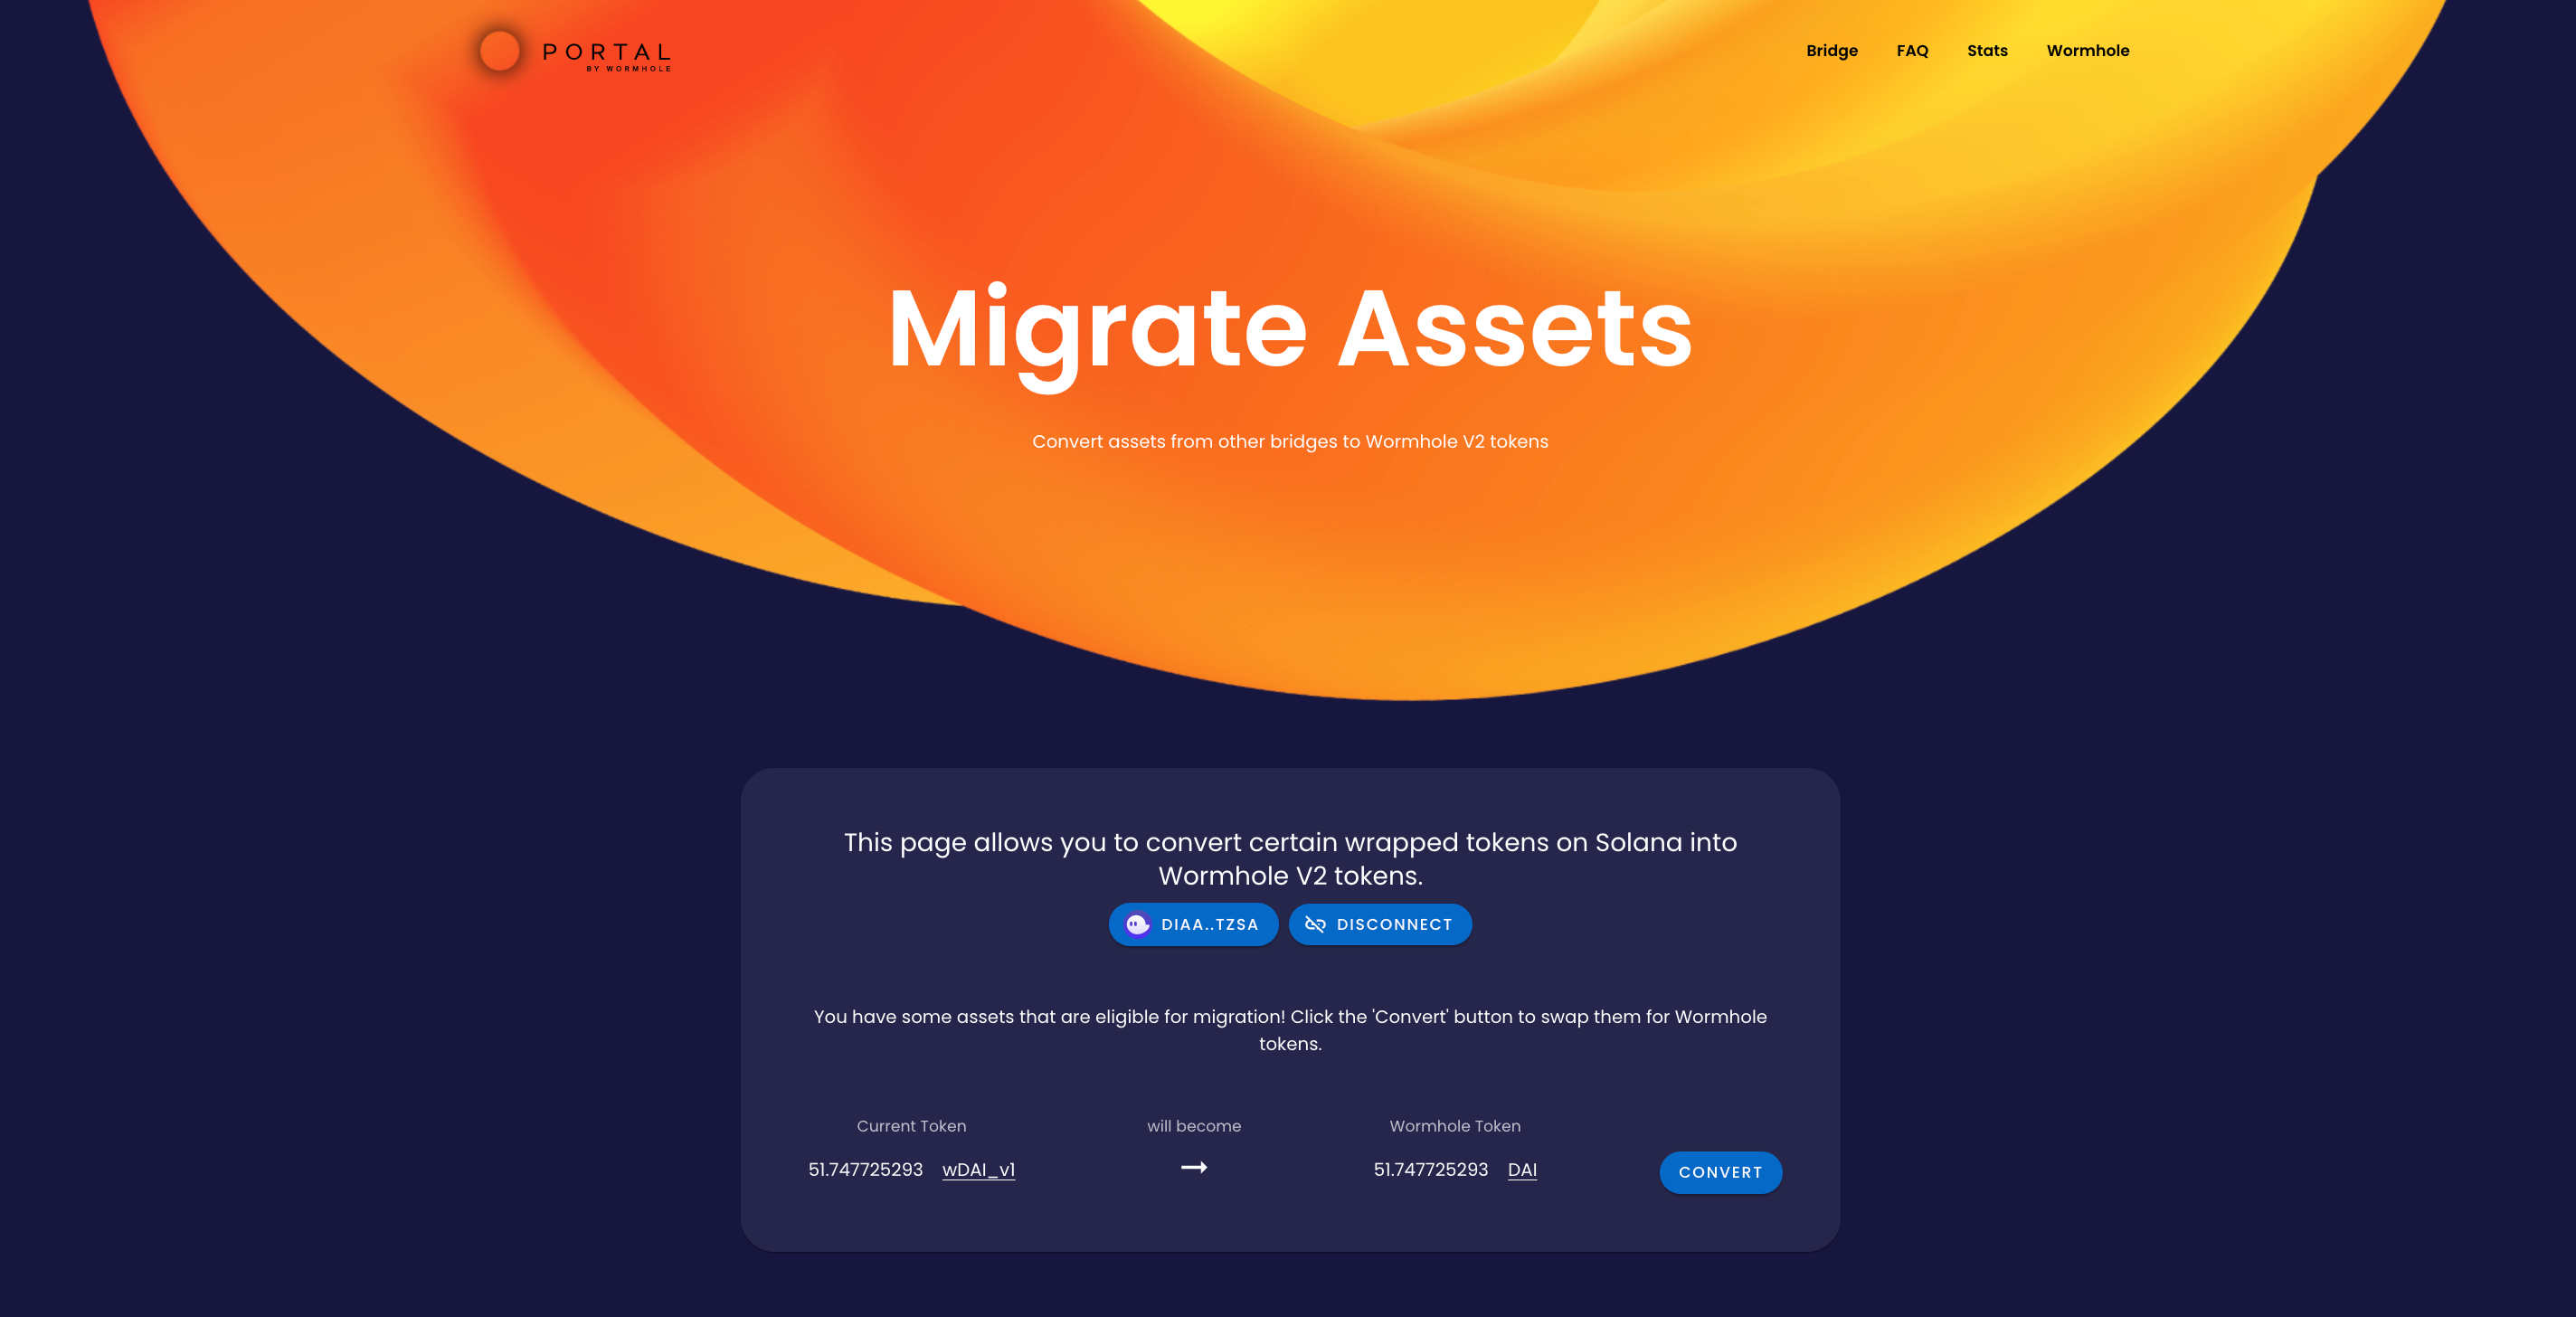 PORTAL
BY WORMHOLE
Bridge FAQ Stats Wormhole
Migrate Assets
Convert assets from other bridges to Wormhole V2 tokens
This page allows you to convert certain wrapped tokens on Solana into
Wormhole V2 tokens.
DIAA..TZSA DISCONNECT
You have some assets that are eligible for migration! Click the 'Convert' button to swap them for Wormhole
tokens.
Current Token will become Wormhole Token
51.747725293 wDAI_v1 → 51.747725293 DAI CONVERT